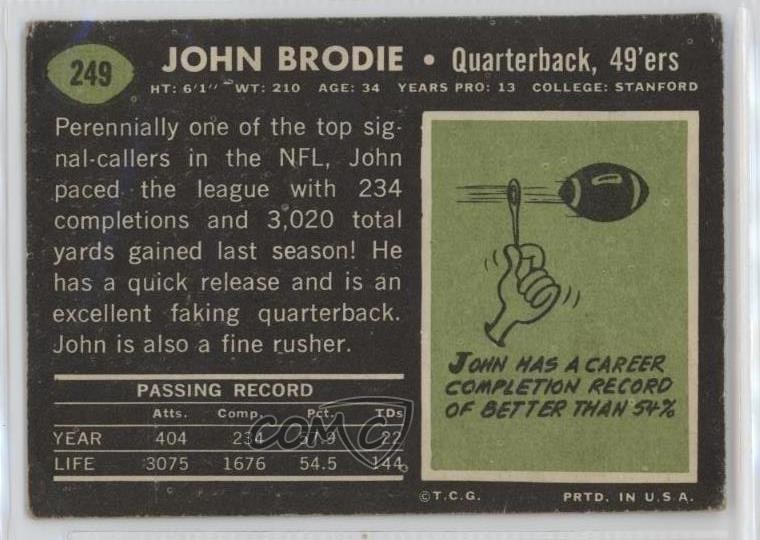 249
JOHN BRODIE • Quarterback, 49'ers
HT: 6'1" WT: 210 AGE: 34 YEARS PRO: 13 COLLEGE: STANFORD
Perennially one of the top sig-
nal-callers in the NFL, John
paced the league with 234
completions and 3,020 total
yards gained last season! He
has a quick release and is an
excellent faking quarterback.
John is also a fine rusher.
PASSING RECORD
Atts. Comp. Pct. TDs
YEAR 404 234 57.9 22
LIFE 3075 1676 54.5 144
JOHN HAS A CAREER
COMPLETION RECORD
OF BETTER THAN 54%
©T.C.G. PRTD. IN U.S.A.
COMC